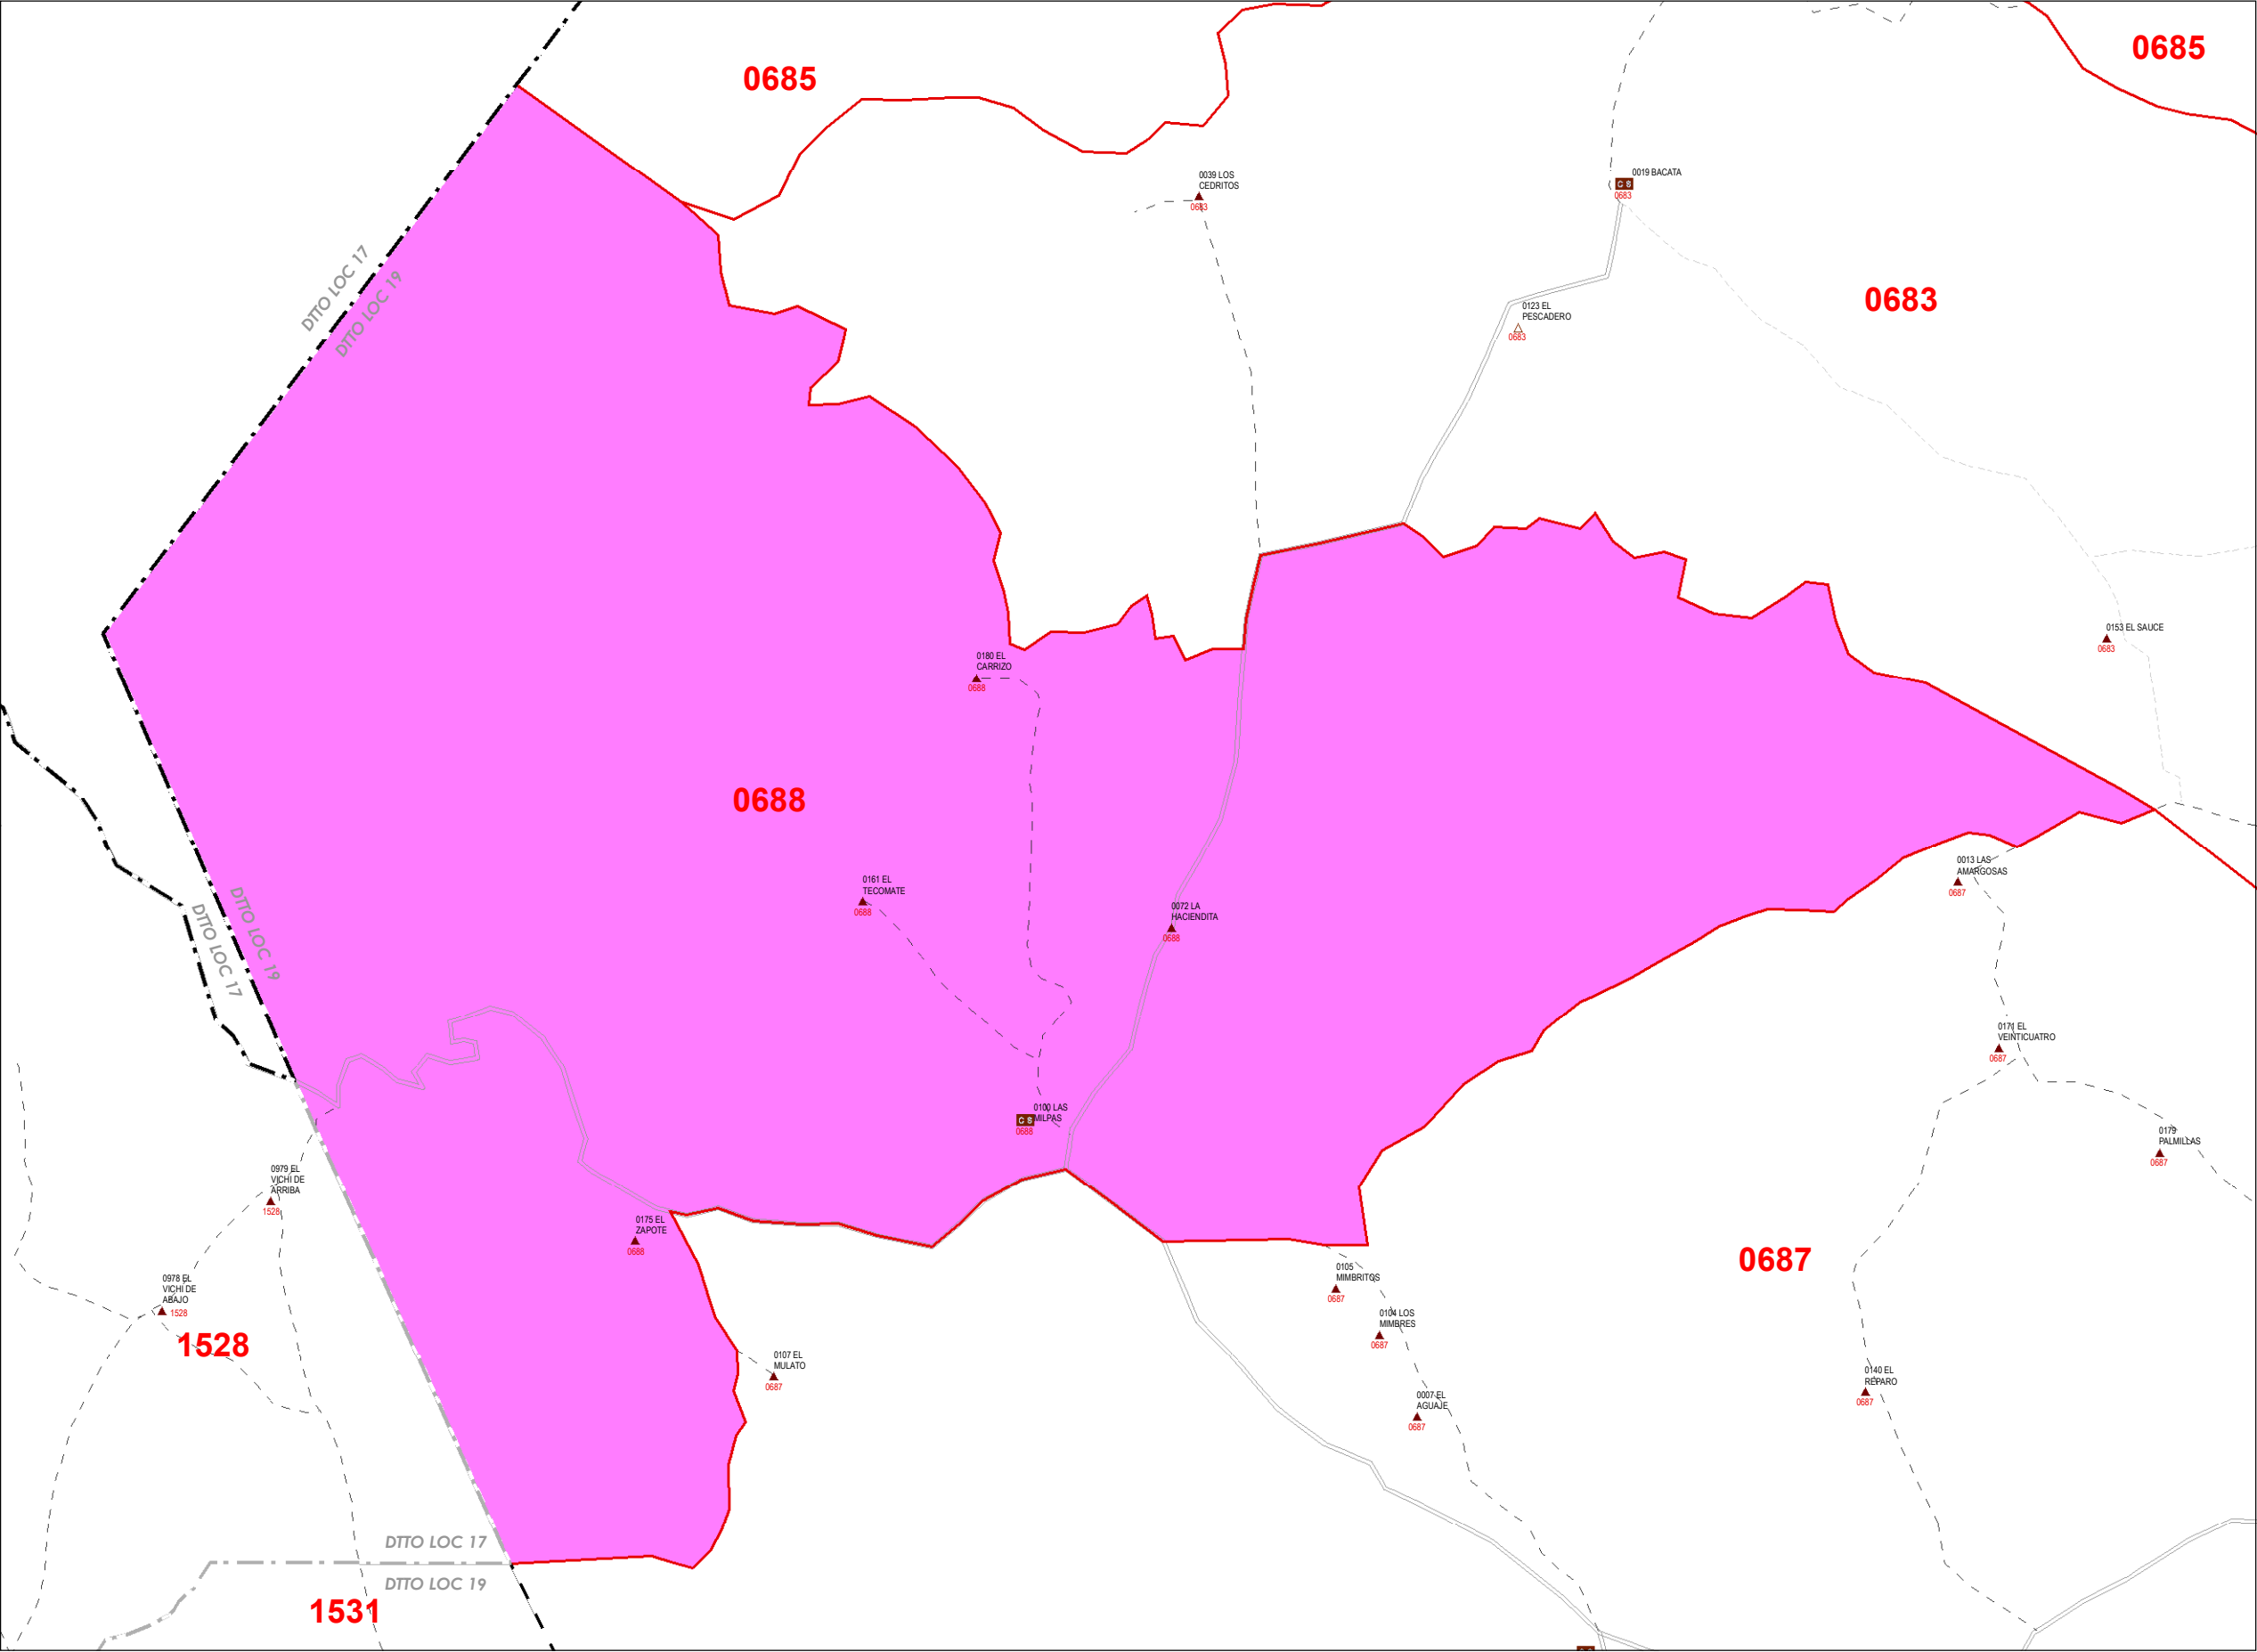 0685
0685
0039 LOS
CEDRITOS
0683
0019 BACATA
C S
0683
0683
0123 EL
PESCADERO
0683
DTTO LOC 17
DTTO LOC 19
0153 EL SAUCE
0683
0180 EL
CARRIZO
0688
0688
0161 EL
TECOMATE
0688
0072 LA
HACIENDITA
0688
0013 LAS
AMARGOSAS
0687
DTTO LOC 19
DTTO LOC 17
0171 EL
VEINTICUATRO
0687
0100 LAS
MILPAS
C S
0688
0179
PALMILLAS
0687
0979 EL
VICHI DE
ARRIBA
1528
0175 EL
ZAPOTE
0688
0687
0978 EL
VICHI DE
ABAJO
1528
1528
0105
MIMBRITOS
0687
0104 LOS
MIMBRES
0687
0107 EL
MULATO
0687
0140 EL
REPARO
0687
0007 EL
AGUAJE
0687
DTTO LOC 17
DTTO LOC 19
1531